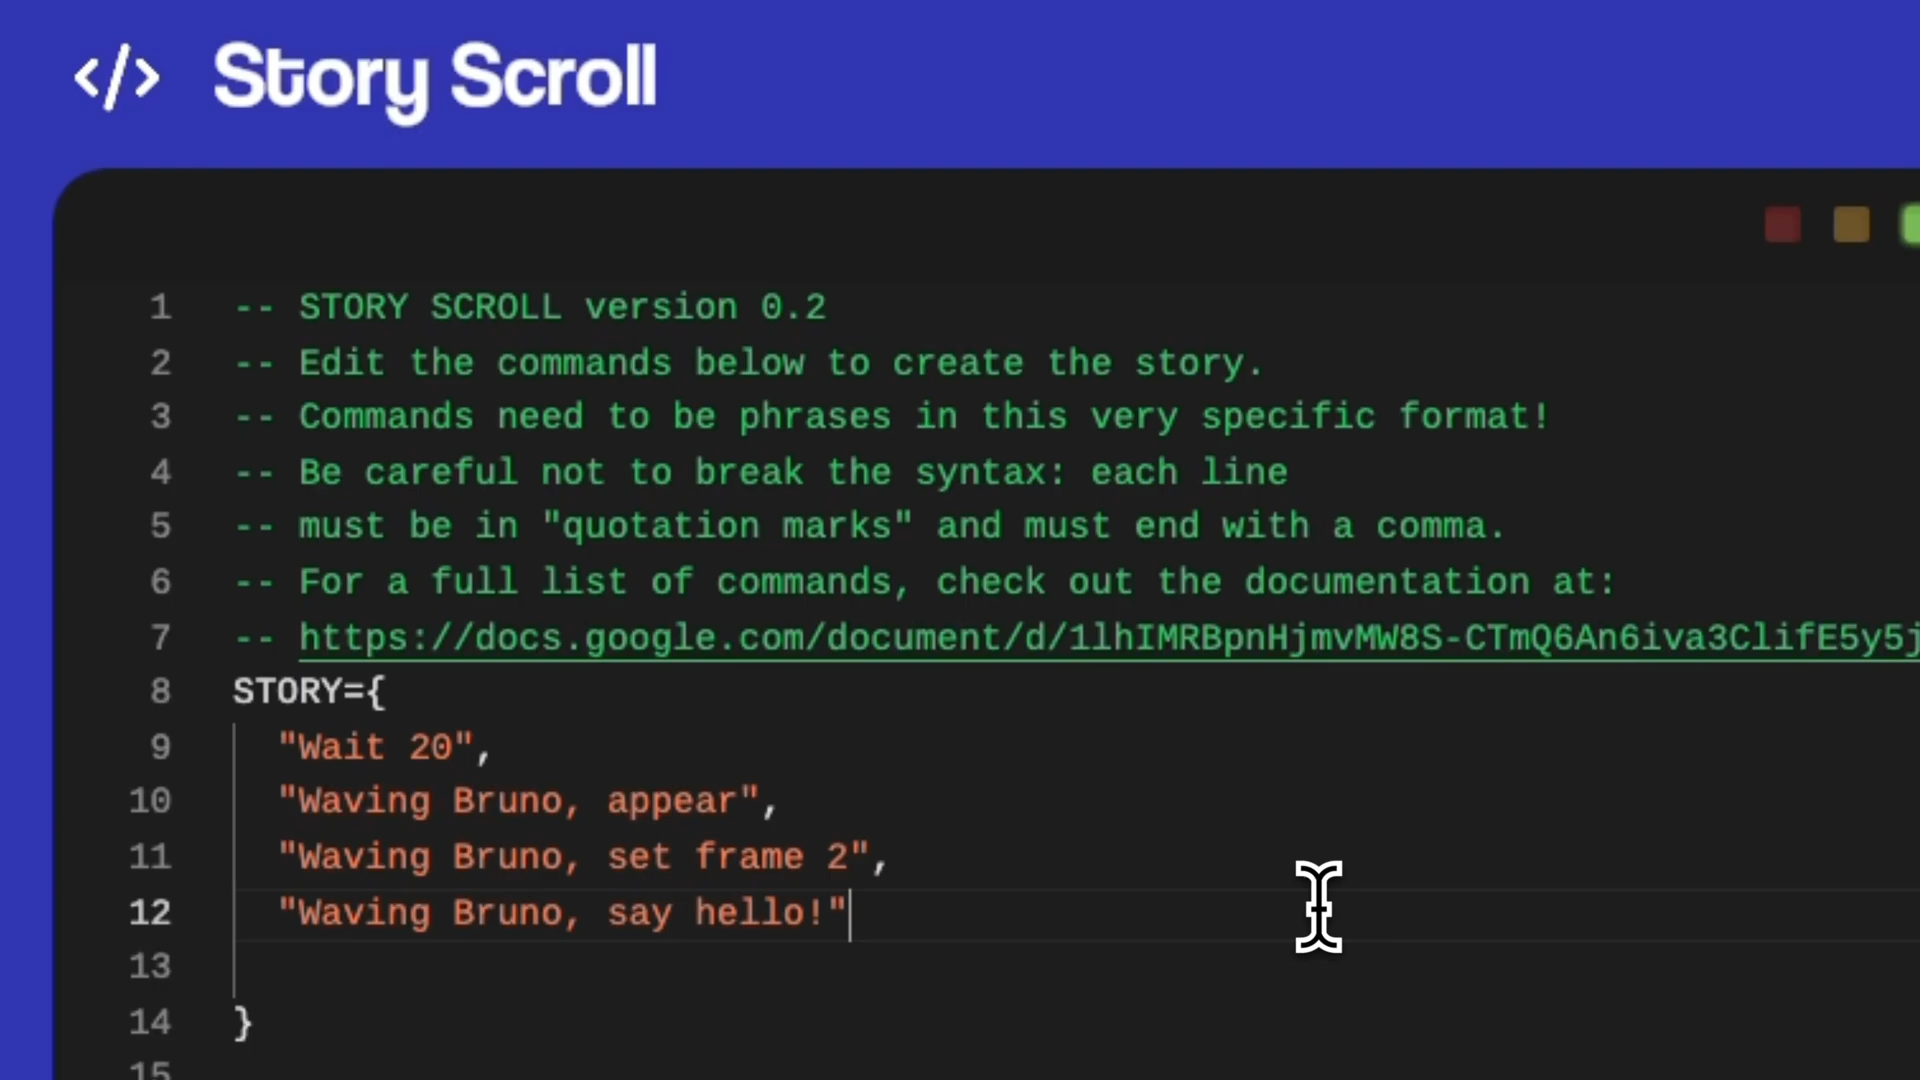 </> Story Scroll
1 -- STORY SCROLL version 0.2
2 -- Edit the commands below to create the story.
3 -- Commands need to be phrases in this very specific format!
4 -- Be careful not to break the syntax: each line
5 -- must be in "quotation marks" and must end with a comma.
6 -- For a full list of commands, check out the documentation at:
7 -- https://docs.google.com/document/d/1lhIMRBpnHjmvMW8S-CTmQ6An6iva3ClifE5y5j
8 STORY={
9 "Wait 20",
10 "Waving Bruno, appear",
11 "Waving Bruno, set frame 2",
12 "Waving Bruno, say hello!"
13
14 }
15